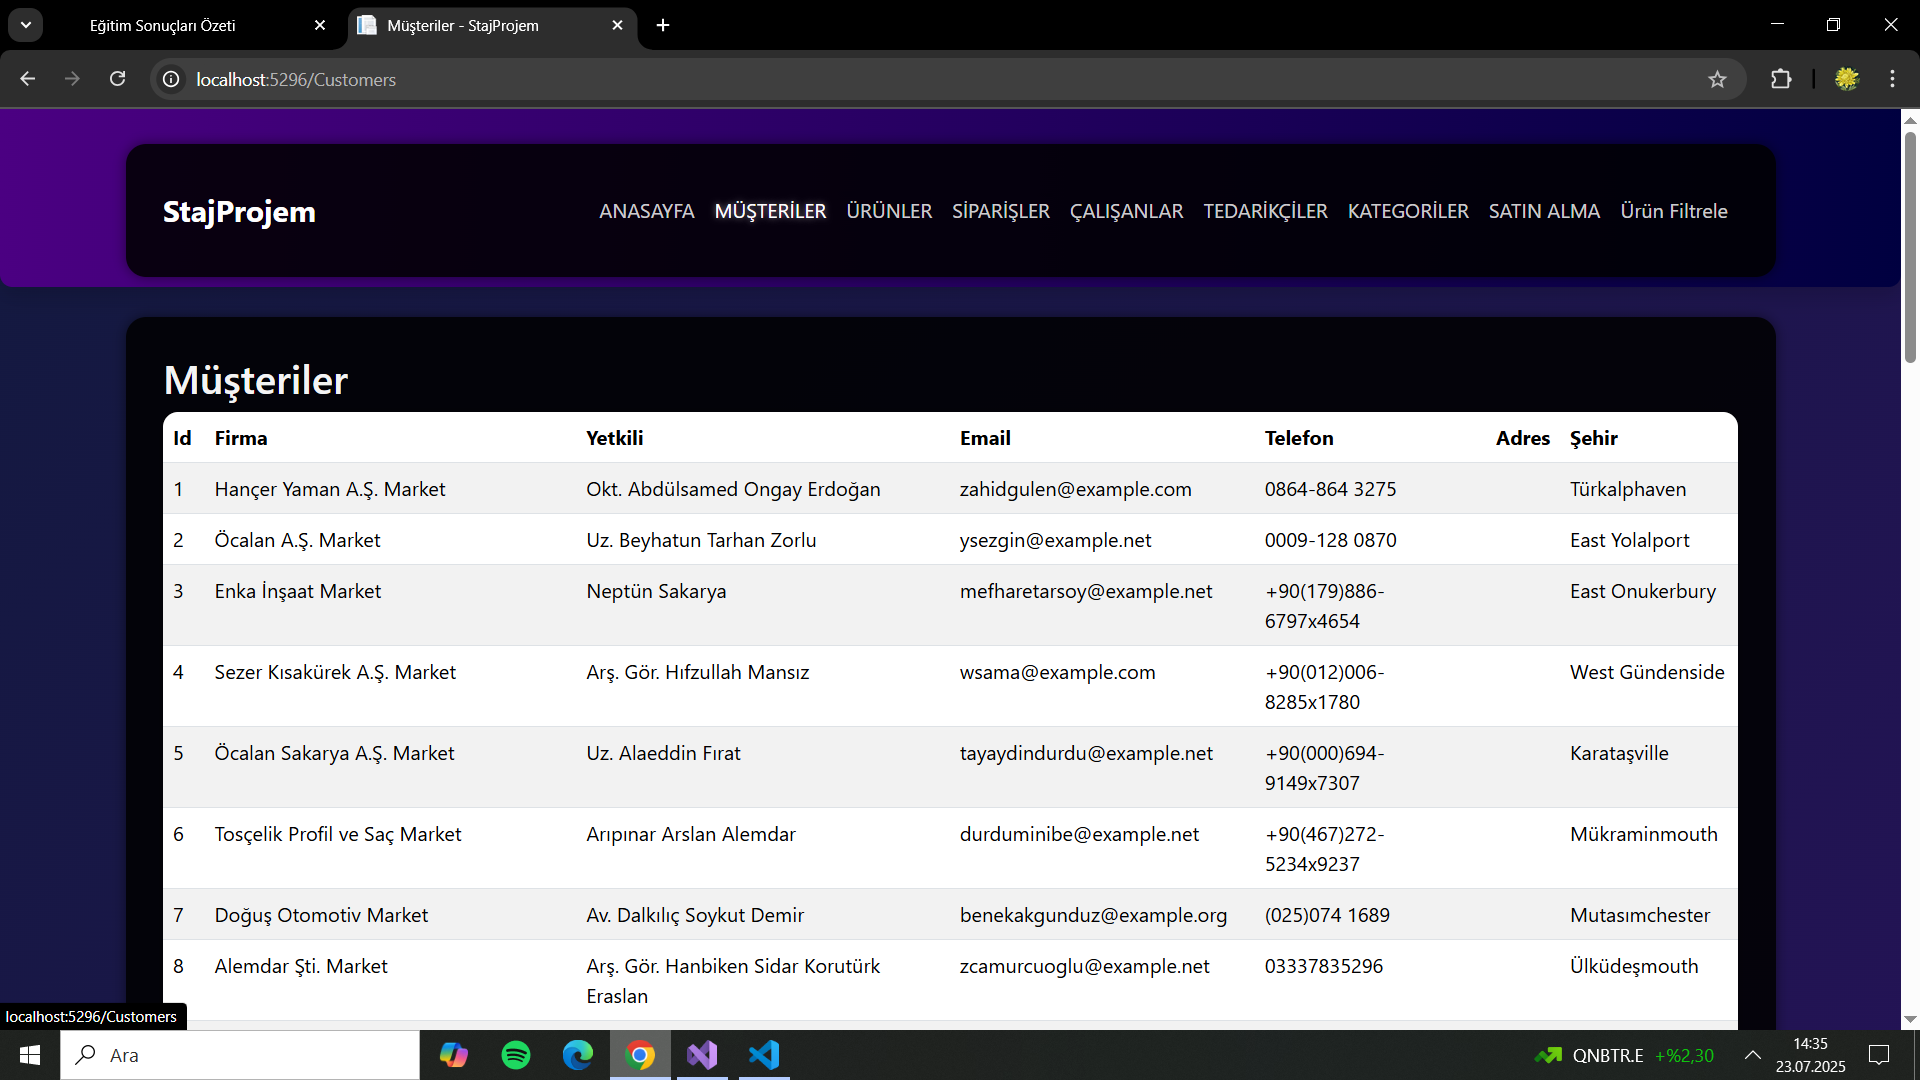 Eğitim Sonuçları Özeti
Müşteriler - StajProjem
localhost:5296/Customers
StajProjem
ANASAYFA MÜŞTERİLER ÜRÜNLER SİPARİŞLER ÇALIŞANLAR TEDARİKÇİLER KATEGORİLER SATIN ALMA Ürün Filtrele
Müşteriler
Id Firma Yetkili Email Telefon Adres Şehir
1 Hançer Yaman A.Ş. Market Okt. Abdülsamed Ongay Erdoğan zahidgulen@example.com 0864-864 3275 Türkalphaven
2 Öcalan A.Ş. Market Uz. Beyhatun Tarhan Zorlu ysezgin@example.net 0009-128 0870 East Yolalport
3 Enka İnşaat Market Neptün Sakarya mefharetarsoy@example.net +90(179)886- East Onukerbury
6797x4654
4 Sezer Kısakürek A.Ş. Market Arş. Gör. Hıfzullah Mansız wsama@example.com +90(012)006- West Gündenside
8285x1780
5 Öcalan Sakarya A.Ş. Market Uz. Alaeddin Fırat tayaydindurdu@example.net +90(000)694- Karataşville
9149x7307
6 Tosçelik Profil ve Saç Market Arıpınar Arslan Alemdar durduminibe@example.net +90(467)272- Mükraminmouth
5234x9237
7 Doğuş Otomotiv Market Av. Dalkılıç Soykut Demir benekakgunduz@example.org (025)074 1689 Mutasımchester
8 Alemdar Şti. Market Arş. Gör. Hanbiken Sidar Korutürk zcamurcuoglu@example.net 03337835296 Ülküdeşmouth
Eraslan
localhost:5296/Customers
Ara
QNBTR.E +%2,30
14:35
23.07.2025